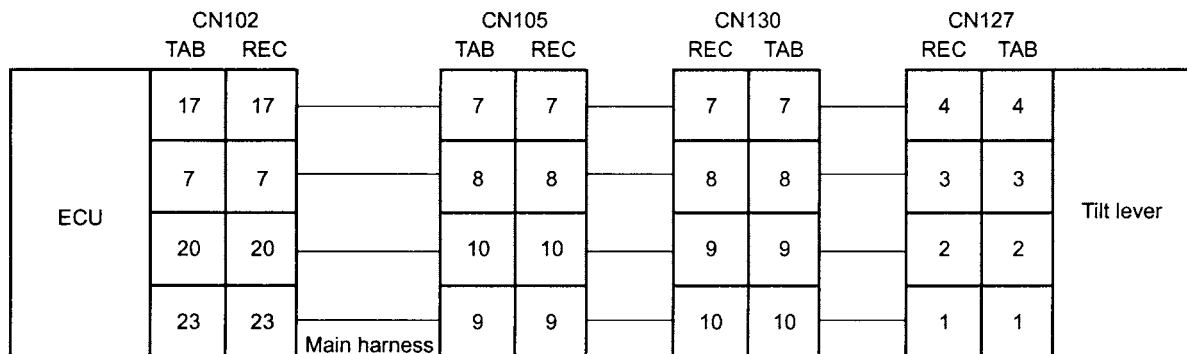 CN102 CN105 CN130 CN127
TAB REC TAB REC REC TAB REC TAB
17 17 7 7 7 7 4 4
7 7 8 8 8 8 3 3
ECU Tilt lever
20 20 10 10 9 9 2 2
23 23 9 9 10 10 1 1
Main harness